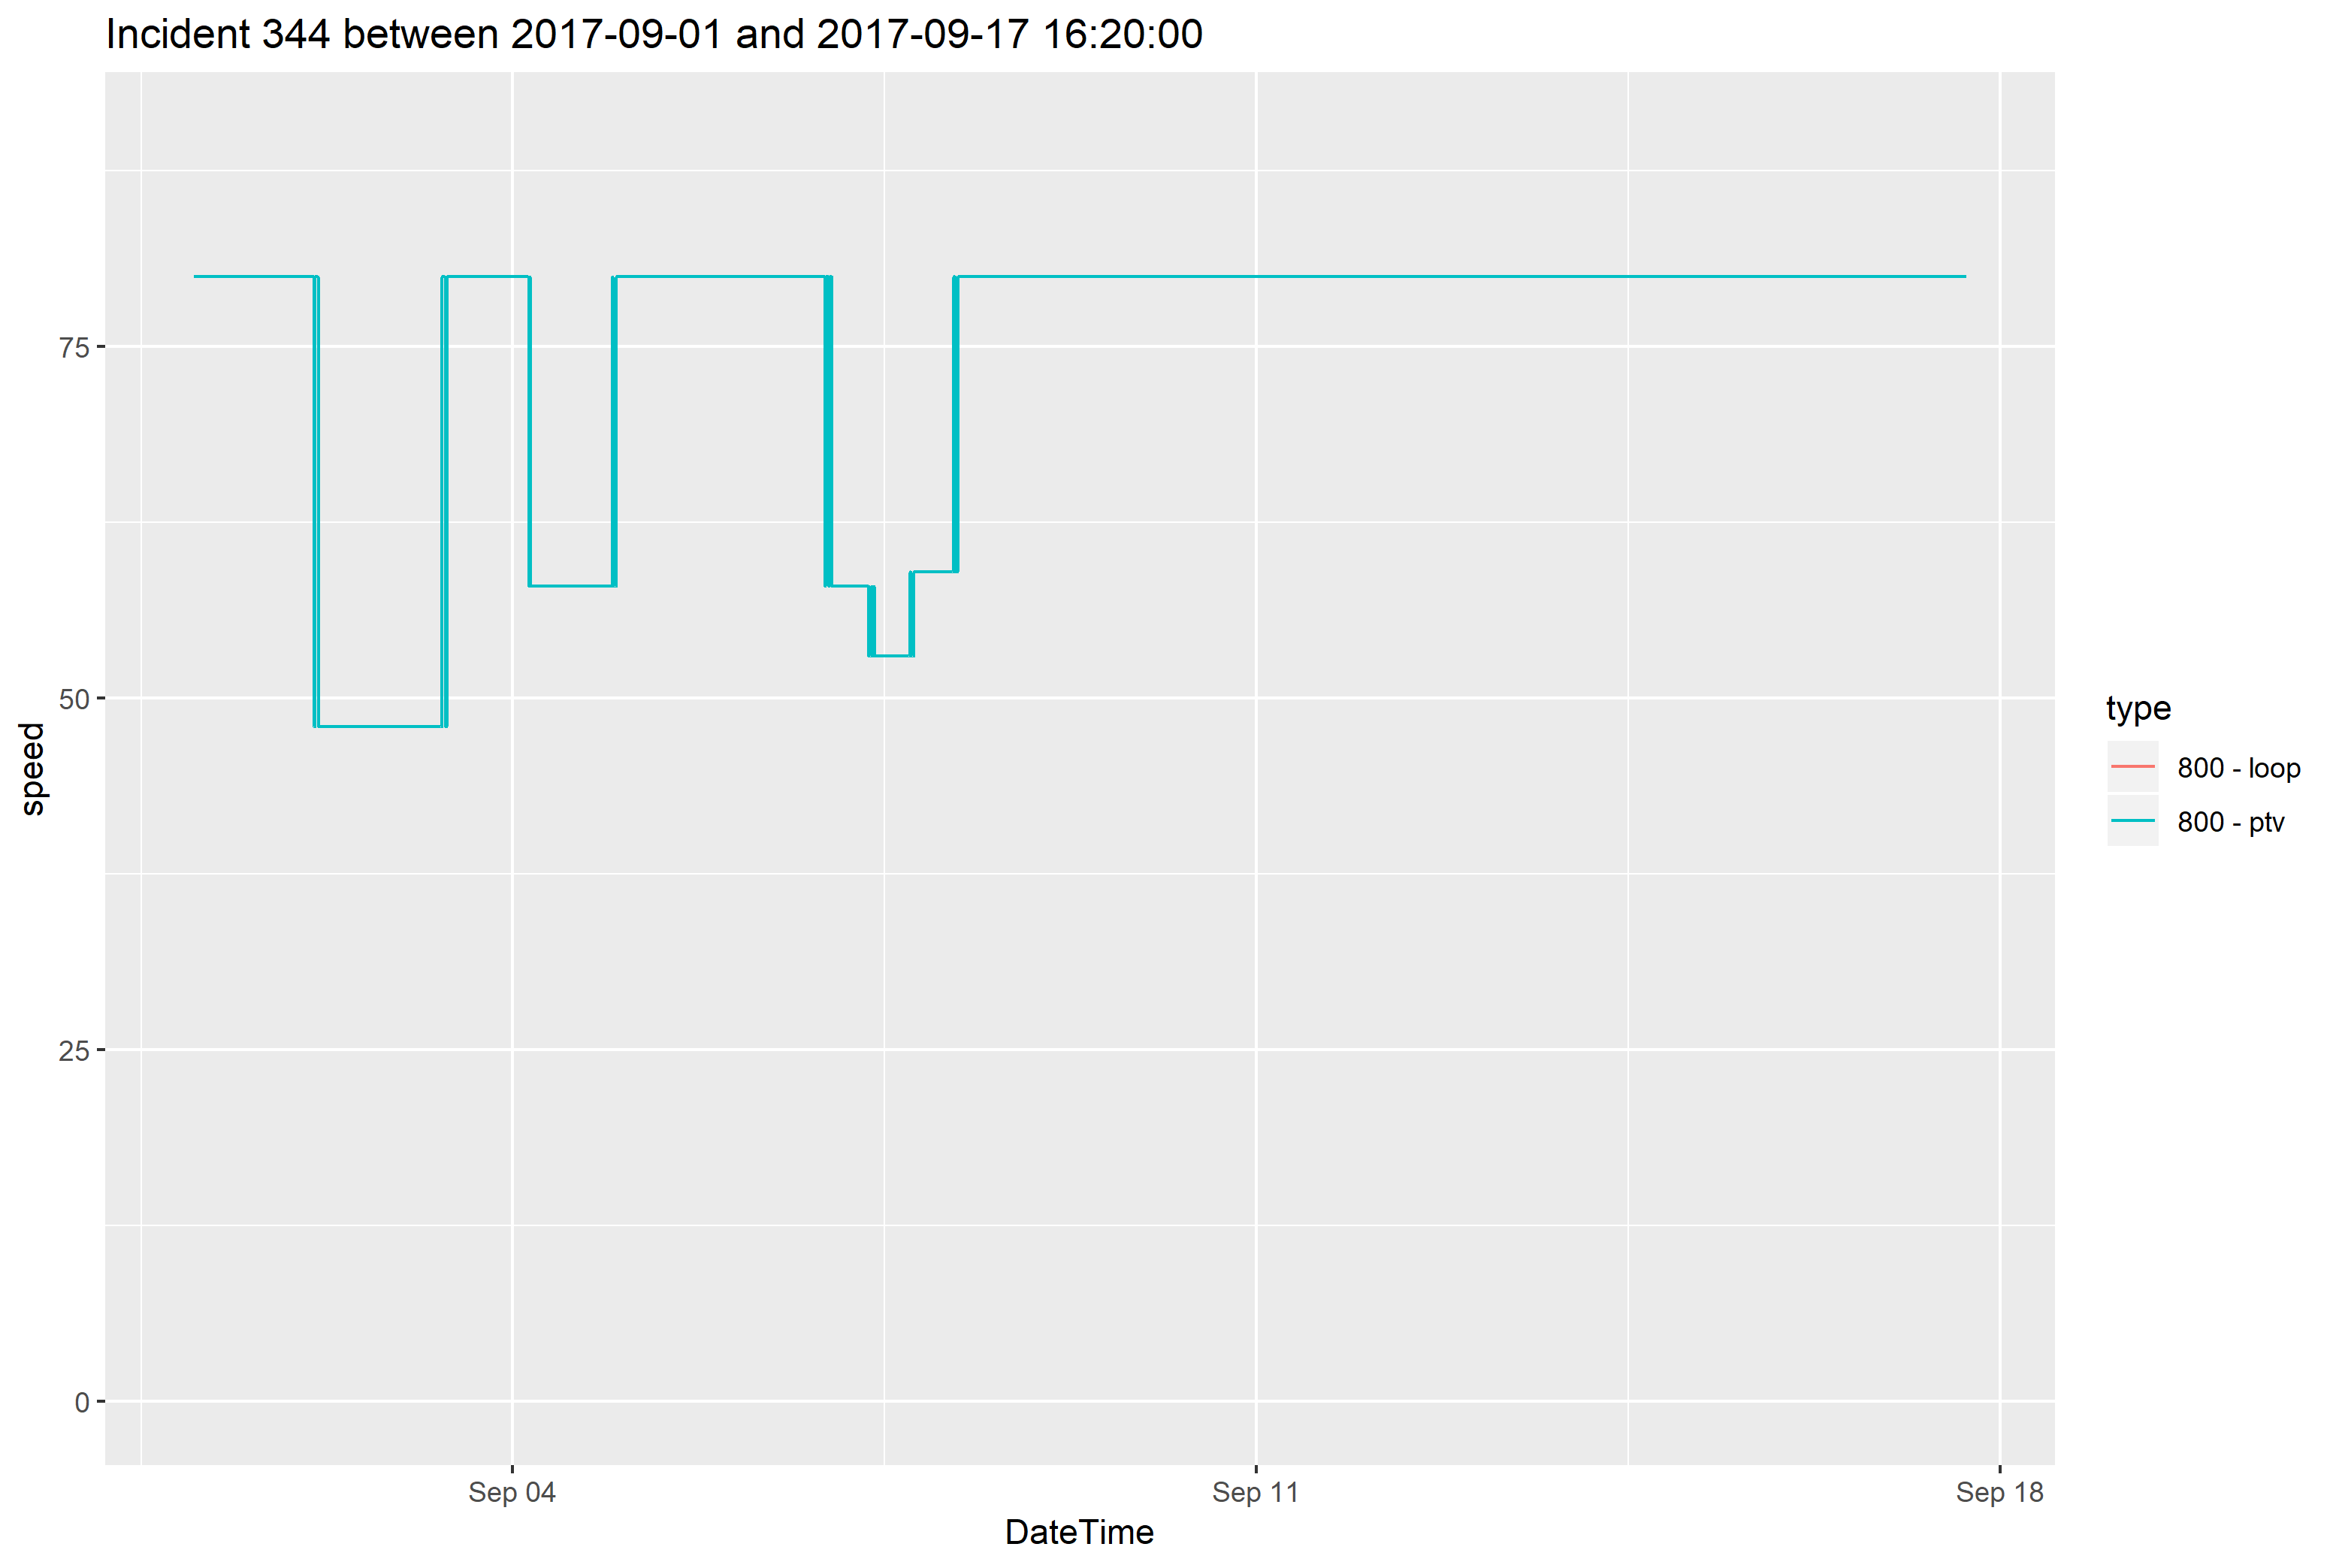 Incident 344 between 2017-09-01 and 2017-09-17 16:20:00
75
50
25
0
speed
Sep 04
Sep 11
Sep 18
DateTime
type
800 - loop
800 - ptv